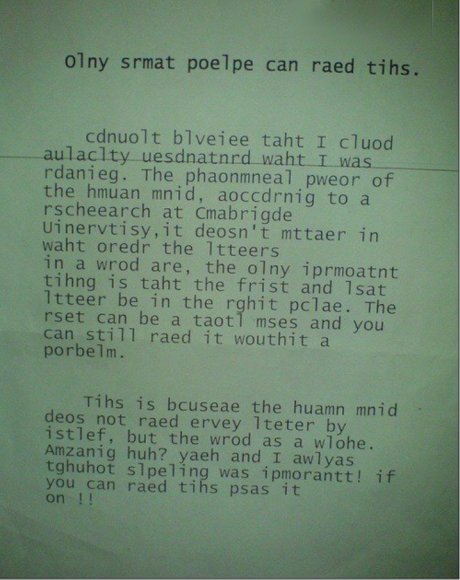 Olny srmat poelpe can raed tihs.
cdnuolt blveiee taht I cluod
aulaclty uesdnatnrd waht I was
rdanieg. The phaonmneal pweor of
the hmuan mnid, aoccdrnig to a
rscheearch at Cmabrigde
Uinervtisy,it deosn't mttaer in
waht oredr the ltteers
in a wrod are, the olny iprmoatnt
tihng is taht the frist and lsat
ltteer be in the rghit pclae. The
rset can be a taotl mses and you
can still raed it wouthit a
porbelm.
Tihs is bcuseae the huamn mnid
deos not raed ervey lteter by
istlef, but the wrod as a wlohe.
Amzanig huh? yaeh and I awlyas
tghuhot slpeling was ipmorantt! if
you can raed tihs psas it
on !!